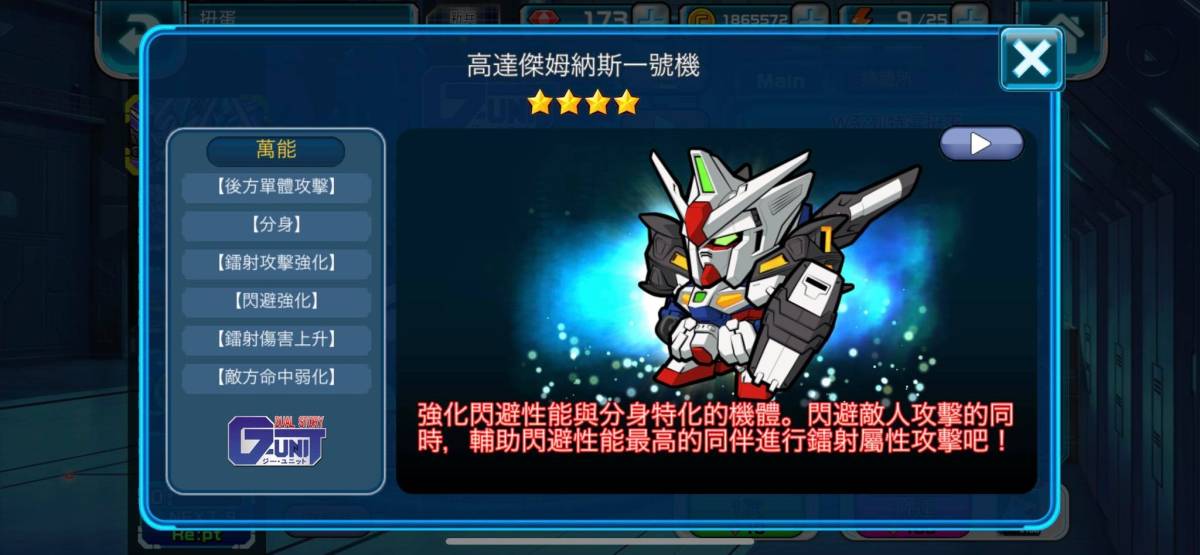 扭蛋
173
1865572
9/25
高達傑姆納斯一號機
萬能
【後方單體攻擊】
【分身】
【鐳射攻擊強化】
【閃避強化】
【鐳射傷害上升】
【敵方命中弱化】
DUAL STORY
G-UNIT
ジー・ユニット
1
強化閃避性能與分身特化的機體。閃避敵人攻擊的同
時，輔助閃避性能最高的同伴進行鐳射屬性攻擊吧！
Main
Re:pt